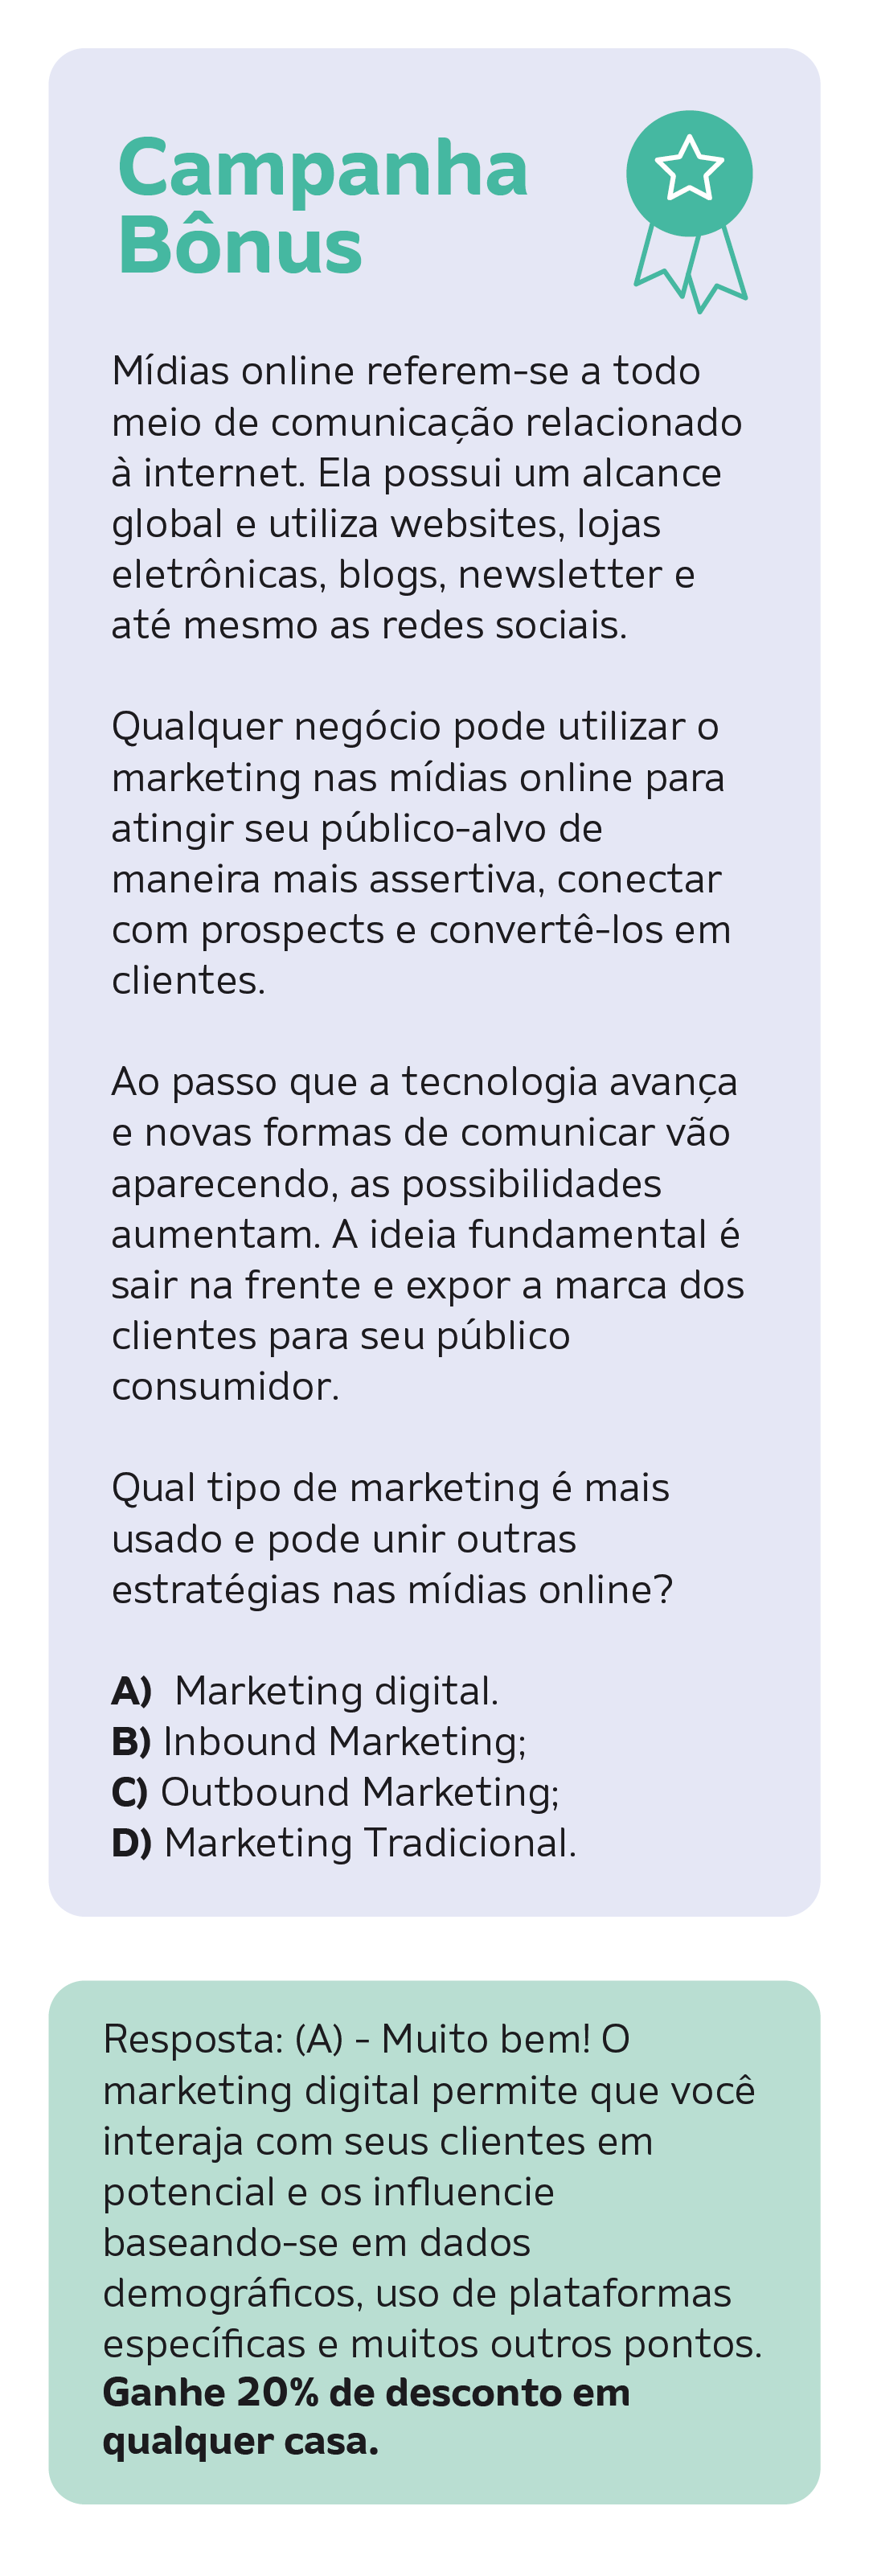 Campanha
Bônus
Mídias online referem-se a todo
meio de comunicação relacionado
à internet. Ela possui um alcance
global e utiliza websites, lojas
eletrônicas, blogs, newsletter e
até mesmo as redes sociais.
Qualquer negócio pode utilizar o
marketing nas mídias online para
atingir seu público-alvo de
maneira mais assertiva, conectar
com prospects e convertê-los em
clientes.
Ao passo que a tecnologia avança
e novas formas de comunicar vão
aparecendo, as possibilidades
aumentam. A ideia fundamental é
sair na frente e expor a marca dos
clientes para seu público
consumidor.
Qual tipo de marketing é mais
usado e pode unir outras
estratégias nas mídias online?
A) Marketing digital.
B) Inbound Marketing;
C) Outbound Marketing;
D) Marketing Tradicional.
Resposta: (A) - Muito bem! O
marketing digital permite que você
interaja com seus clientes em
potencial e os influencie
baseando-se em dados
demográficos, uso de plataformas
específicas e muitos outros pontos.
Ganhe 20% de desconto em
qualquer casa.